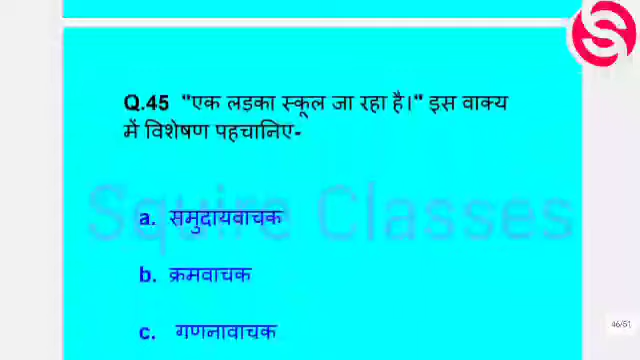 Q.45 "एक लड़का स्कूल जा रहा है।" इस वाक्य
में विशेषण पहचानिए-
Squire Classes
a. समुदायवाचक
b. क्रमवाचक
c. गणनावाचक
46/51